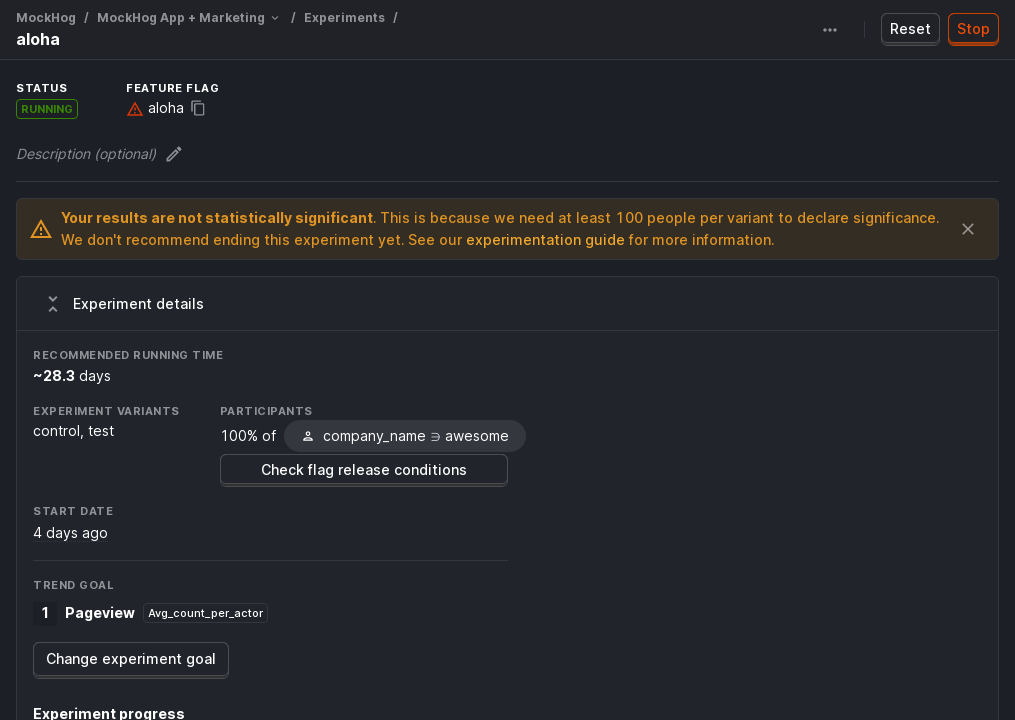 MockHog / MockHog App + Marketing / Experiments /
aloha
Reset
Stop
STATUS
RUNNING
FEATURE FLAG
aloha
Description (optional)
Your results are not statistically significant. This is because we need at least 100 people per variant to declare significance.
We don't recommend ending this experiment yet. See our experimentation guide for more information.
Experiment details
RECOMMENDED RUNNING TIME
~28.3 days
EXPERIMENT VARIANTS
control, test
PARTICIPANTS
100% of company_name ∋ awesome
Check flag release conditions
START DATE
4 days ago
TREND GOAL
1 Pageview Avg_count_per_actor
Change experiment goal
Experiment progress